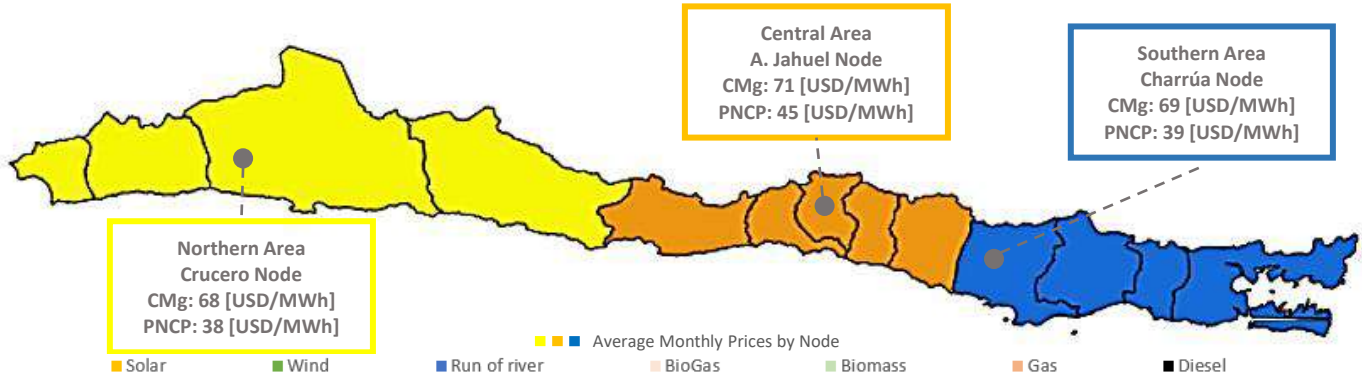 Central Area
A. Jahuel Node
CMg: 71 [USD/MWh]
PNCP: 45 [USD/MWh]
Southern Area
Charrúa Node
CMg: 69 [USD/MWh]
PNCP: 39 [USD/MWh]
Northern Area
Crucero Node
CMg: 68 [USD/MWh]
PNCP: 38 [USD/MWh]
Average Monthly Prices by Node
Solar Wind Run of river BioGas Biomass Gas Diesel